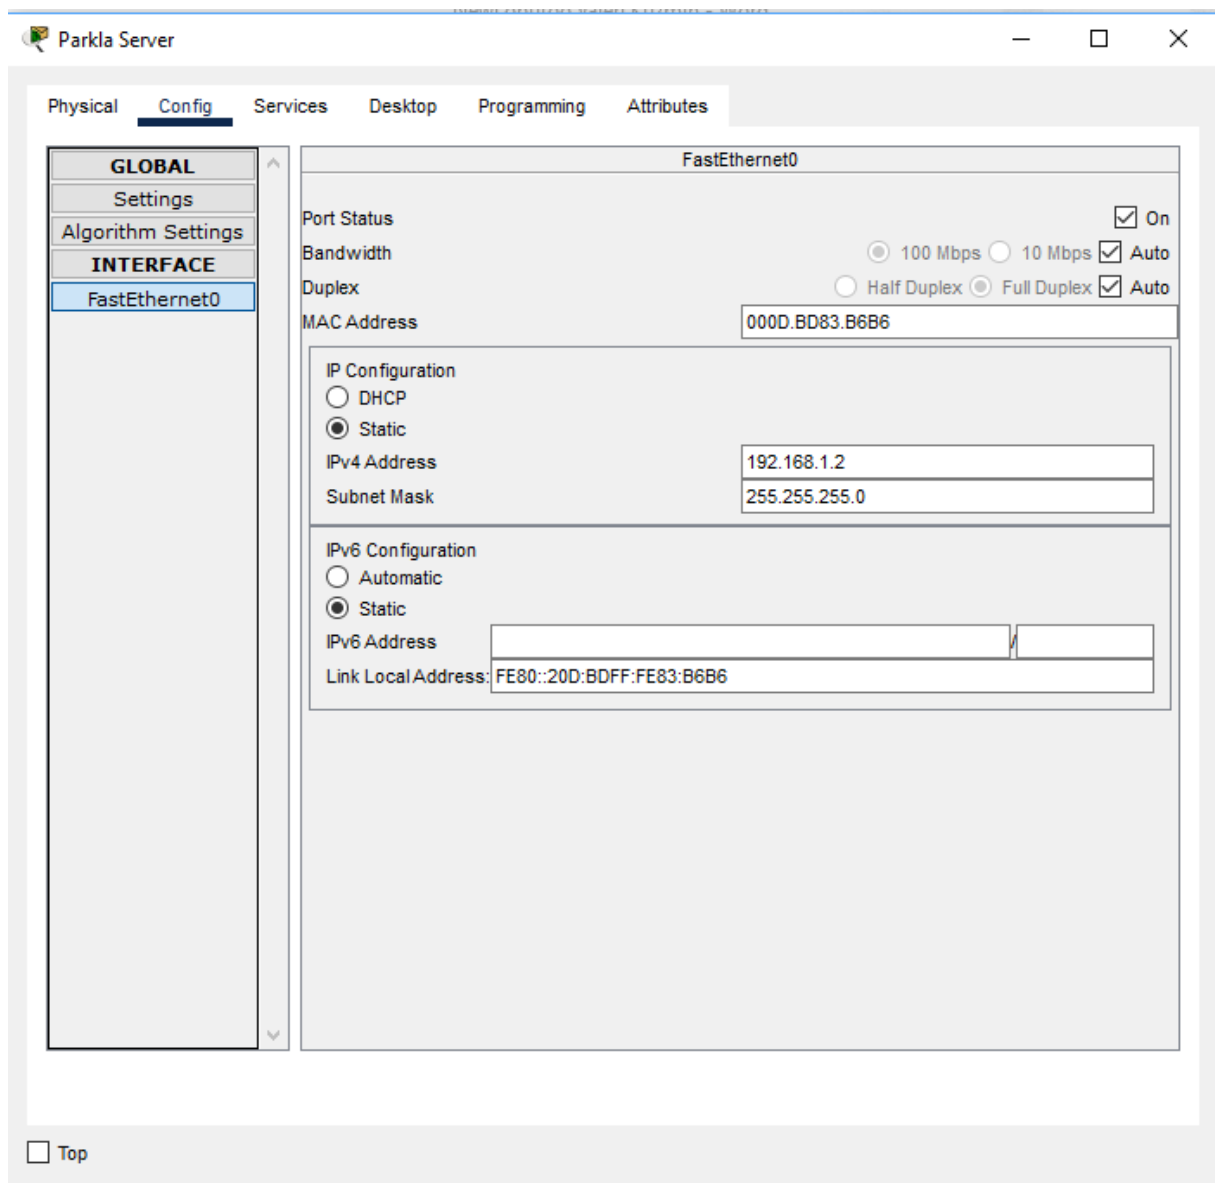 Parkla Server
Physical Config Services Desktop Programming Attributes
GLOBAL
Settings
Algorithm Settings
INTERFACE
FastEthernet0
FastEthernet0
Port Status On
Bandwidth 100 Mbps 10 Mbps Auto
Duplex Half Duplex Full Duplex Auto
MAC Address 000D.BD83.B6B6
IP Configuration
DHCP
Static
IPv4 Address 192.168.1.2
Subnet Mask 255.255.255.0
IPv6 Configuration
Automatic
Static
IPv6 Address /
Link Local Address: FE80::20D:BDFF:FE83:B6B6
Top